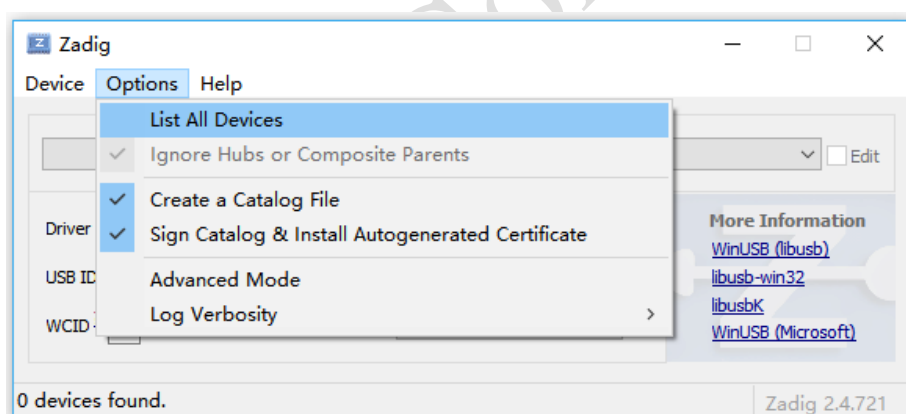 Zadig
Device Options Help
List All Devices
Ignore Hubs or Composite Parents
Edit
Create a Catalog File
Sign Catalog & Install Autogenerated Certificate
Advanced Mode
Log Verbosity
Driver
USB ID
WCID
More Information
WinUSB (libusb)
libusb-win32
libusbK
WinUSB (Microsoft)
0 devices found.
Zadig 2.4.721